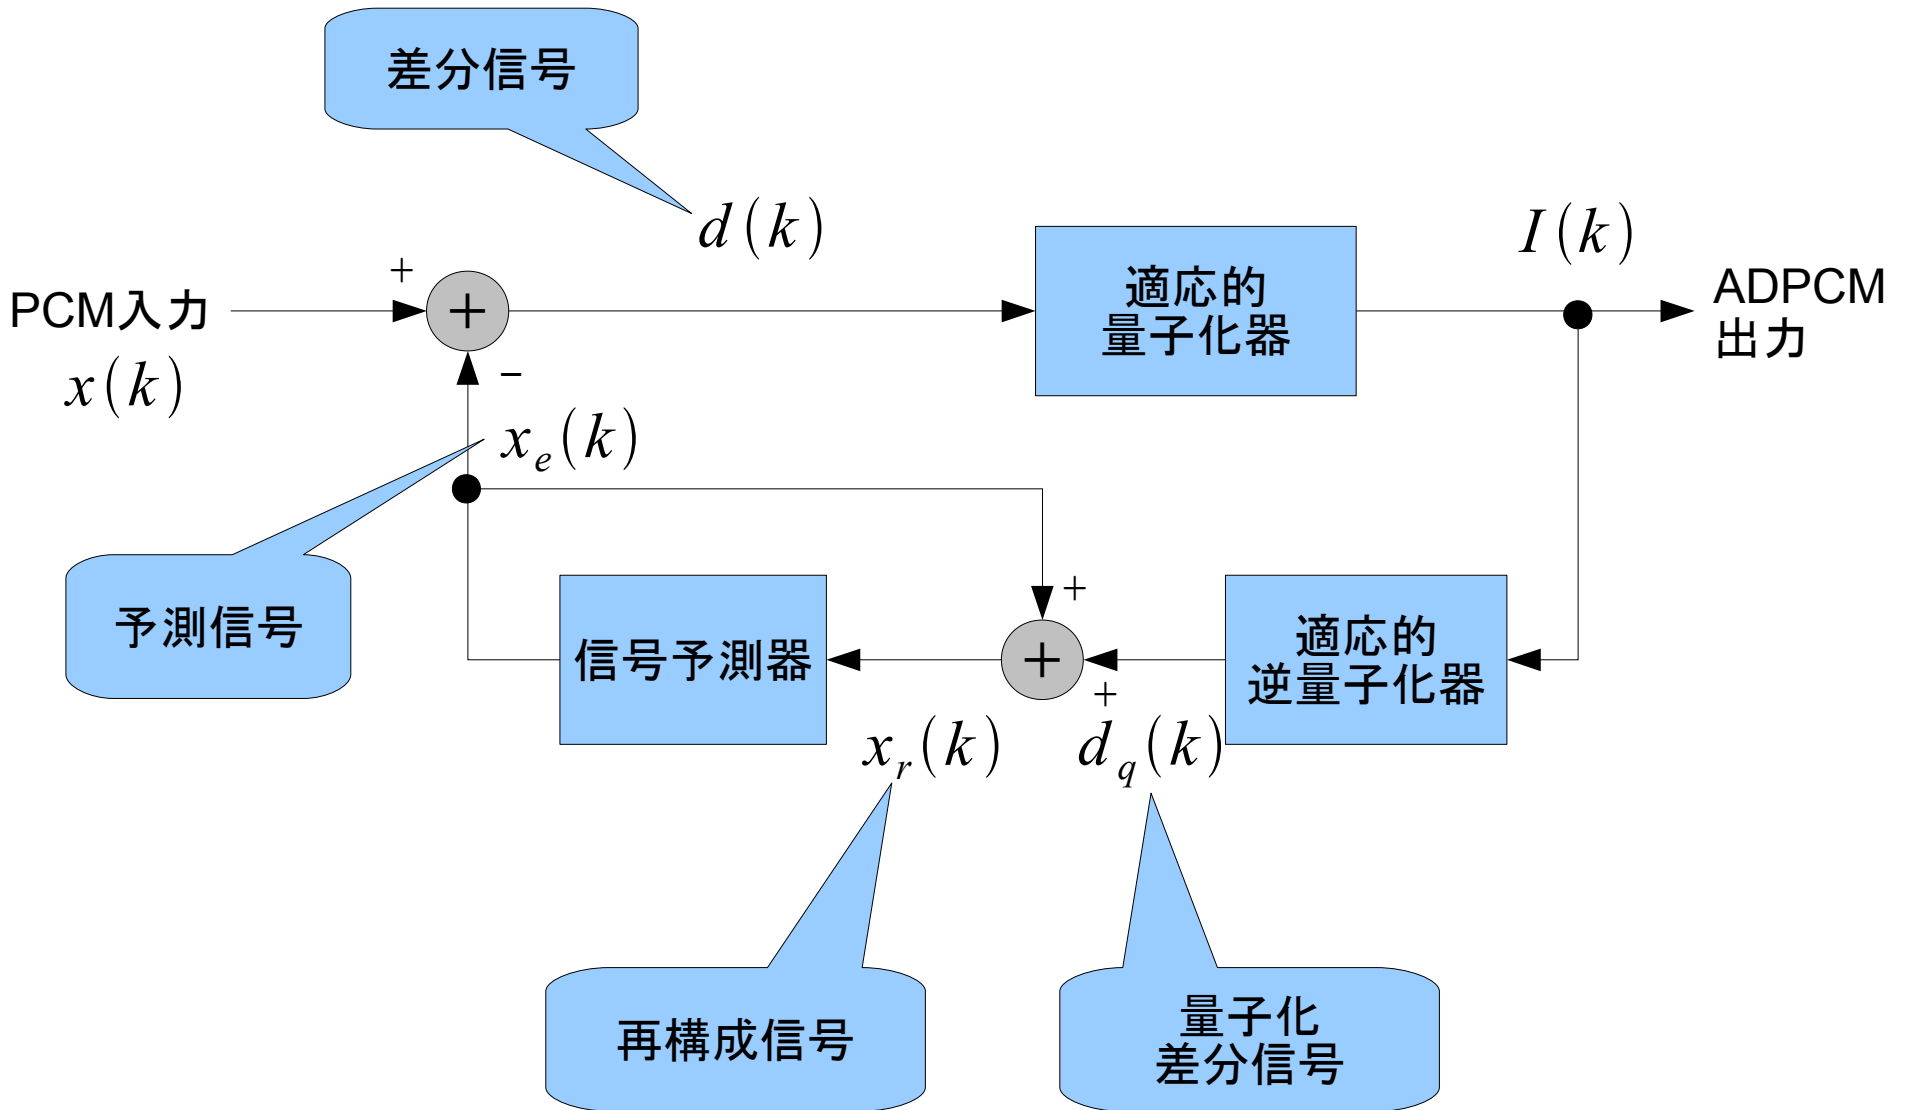 差分信号
d(k)
I(k)
+
PCM入力
+
適応的
量子化器
ADPCM
出力
x(k)
−
x_e(k)
予測信号
信号予測器
+
+
適応的
逆量子化器
+
x_r(k)
d_q(k)
再構成信号
量子化
差分信号